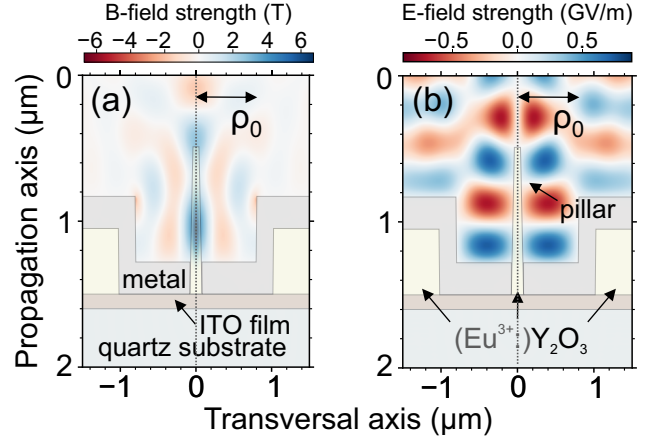 B-field strength (T)
−6 −4 −2 0 2 4 6
E-field strength (GV/m)
−0.5 0.0 0.5
(a)
ρ₀
(b)
ρ₀
Propagation axis (μm)
0
1
2
0
1
2
metal
pillar
ITO film
quartz substrate
(Eu³⁺:)Y₂O₃
−1 0 1
−1 0 1
Transversal axis (μm)